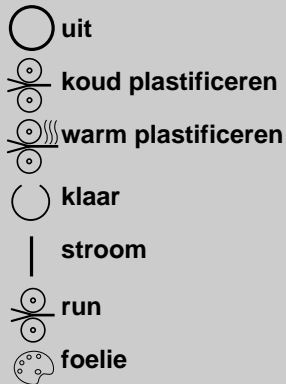 uit
koud plastificeren
warm plastificeren
klaar
stroom
run
foelie